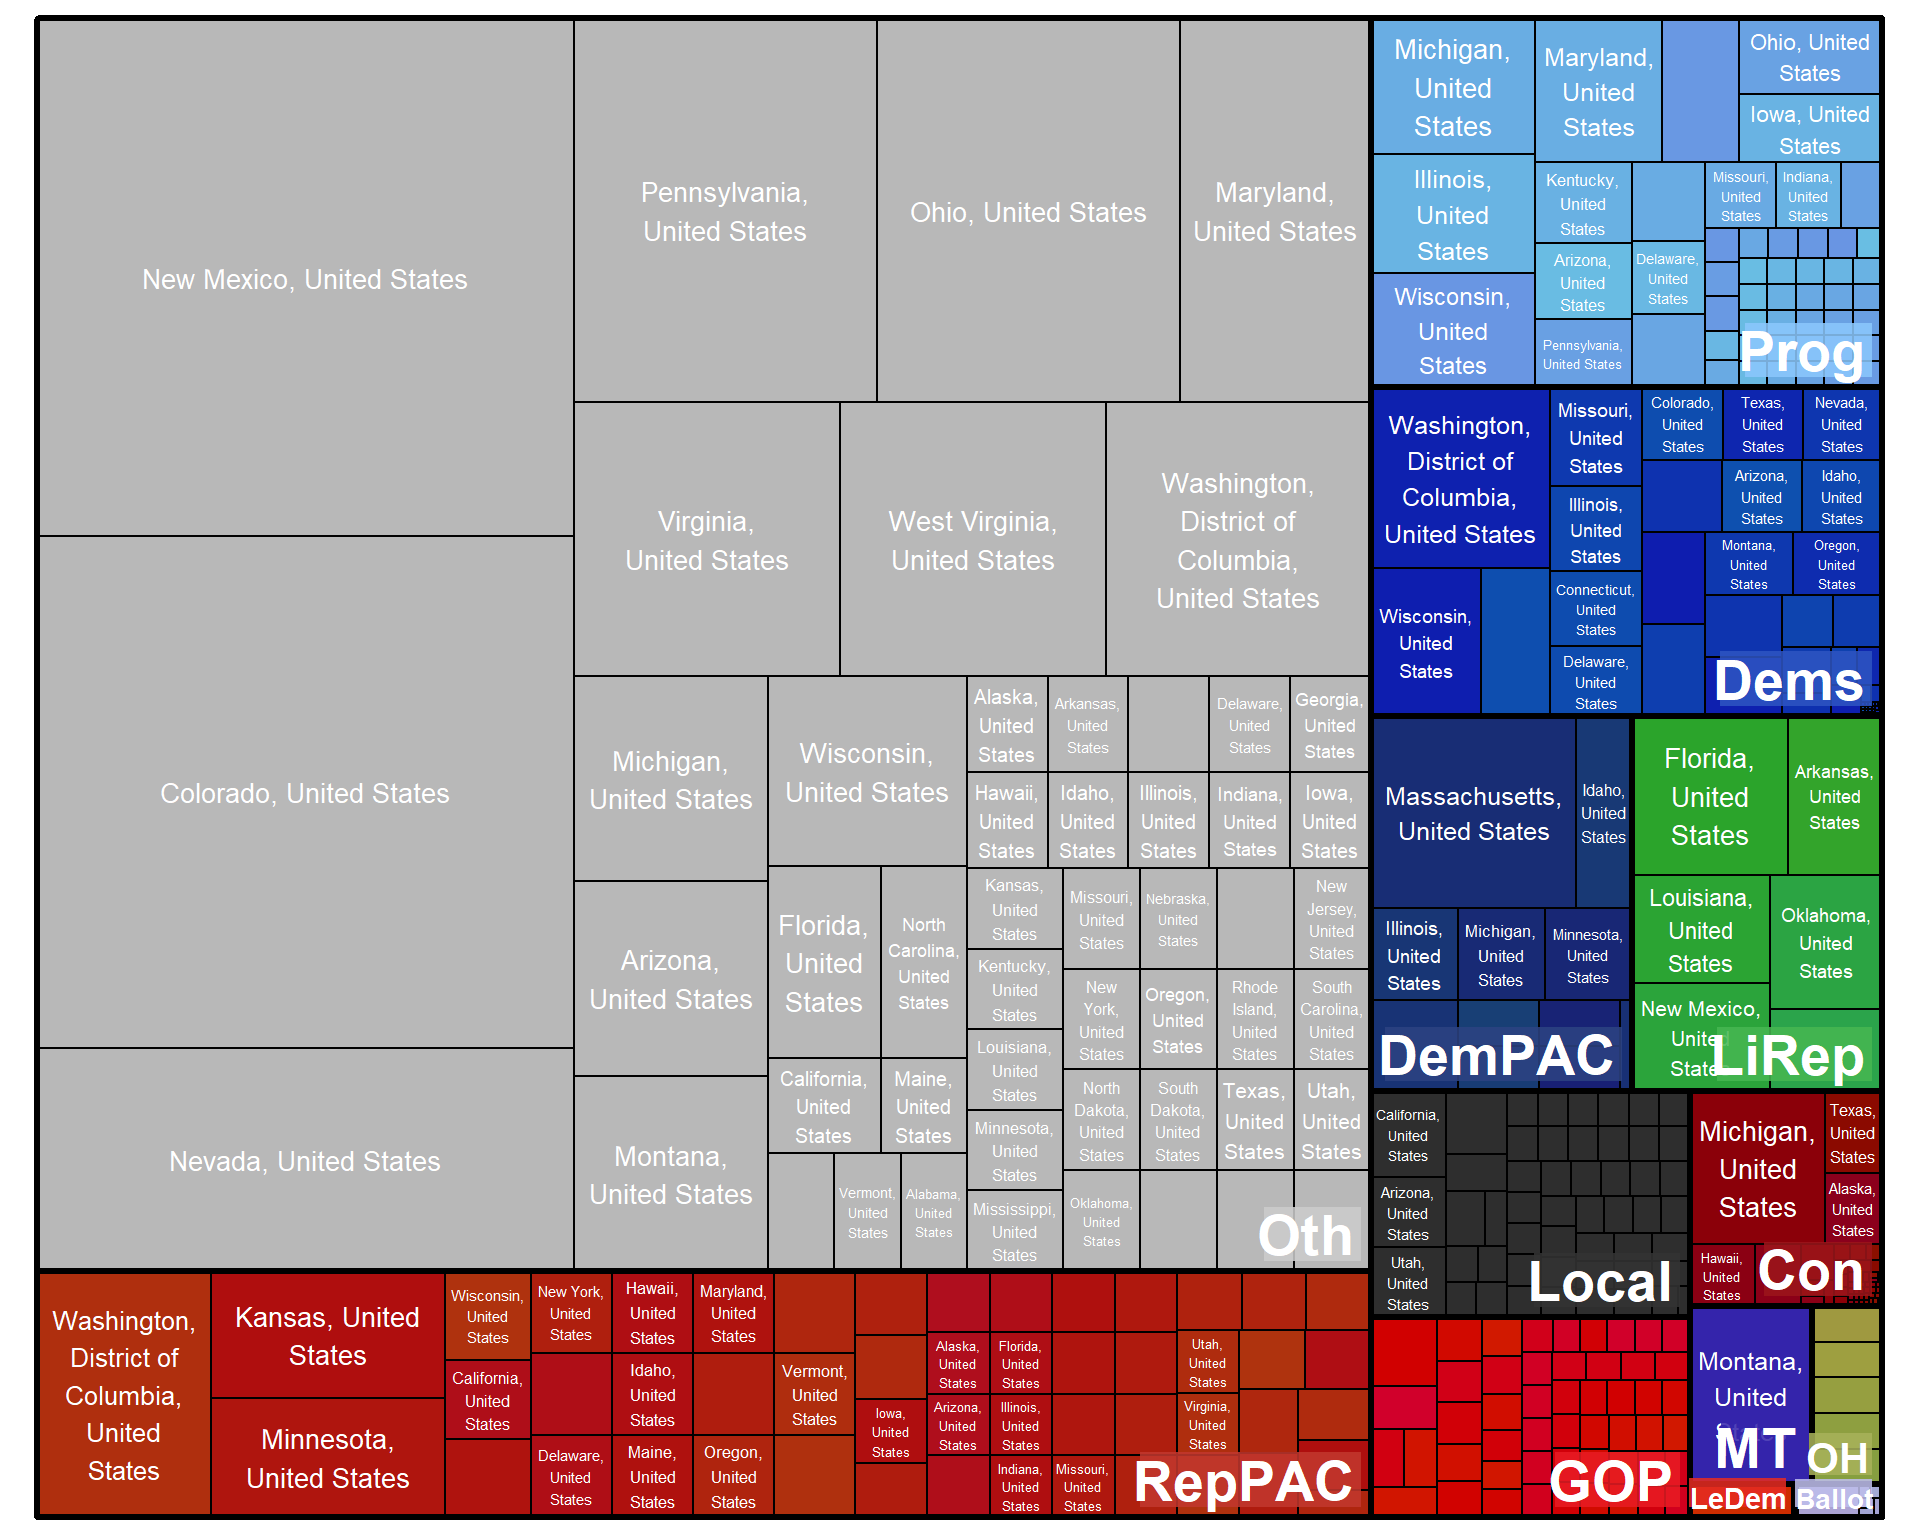 New Mexico, United States
Colorado, United States
Nevada, United States
Pennsylvania,
United States
Ohio, United States
Maryland,
United States
Virginia,
United States
West Virginia,
United States
Washington,
District of
Columbia,
United States
Michigan,
United States
Arizona,
United States
Montana,
United States
Wisconsin,
United States
Florida,
United
States
North
Carolina,
United
States
California,
United
States
Maine,
United
States
Vermont,
United
States
Alabama,
United
States
Alaska,
United
States
Arkansas,
United
States
Delaware,
United
States
Georgia,
United
States
Hawaii,
United
States
Idaho,
United
States
Illinois,
United
States
Indiana,
United
States
Iowa,
United
States
Kansas,
United
States
Kentucky,
United
States
Louisiana,
United
States
Minnesota,
United
States
Mississippi,
United
States
Missouri,
United
States
Nebraska,
United
States
New
Jersey,
United
States
New
York,
United
States
Oregon,
United
States
Rhode
Island,
United
States
South
Carolina,
United
States
North
Dakota,
United
States
South
Dakota,
United
States
Texas,
United
States
Utah,
United
States
Oklahoma,
United
States
Oth
Washington,
District of
Columbia,
United
States
Kansas, United
States
Minnesota,
United States
Wisconsin,
United
States
California,
United
States
New York,
United
States
Delaware,
United
States
Hawaii,
United
States
Idaho,
United
States
Maine,
United
States
Maryland,
United
States
Oregon,
United
States
Vermont,
United
States
Iowa,
United
States
Alaska,
United
States
Arizona,
United
States
Florida,
United
States
Illinois,
United
States
Indiana,
United
States
Missouri,
United
States
Utah,
United
States
Virginia,
United
States
RepPAC
Michigan,
United
States
Illinois,
United
States
Wisconsin,
United
States
Maryland,
United
States
Ohio, United
States
Iowa, United
States
Kentucky,
United
States
Arizona,
United
States
Pennsylvania,
United States
Delaware,
United
States
Missouri,
United
States
Indiana,
United
States
Prog
Washington,
District of
Columbia,
United States
Wisconsin,
United
States
Missouri,
United
States
Illinois,
United
States
Connecticut,
United
States
Delaware,
United
States
Colorado,
United
States
Texas,
United
States
Nevada,
United
States
Arizona,
United
States
Idaho,
United
States
Montana,
United
States
Oregon,
United
States
Dems
Massachusetts,
United States
Idaho,
United
States
Illinois,
United
States
Michigan,
United
States
Minnesota,
United
States
DemPAC
Florida,
United
States
Arkansas,
United
States
Louisiana,
United
States
Oklahoma,
United
States
New Mexico,
United
States
LiRep
California,
United
States
Arizona,
United
States
Utah,
United
States
Local
Michigan,
United
States
Texas,
United
States
Alaska,
United
States
Hawaii,
United
States
Con
GOP
Montana,
United
MT
OH
LeDem
Ballot